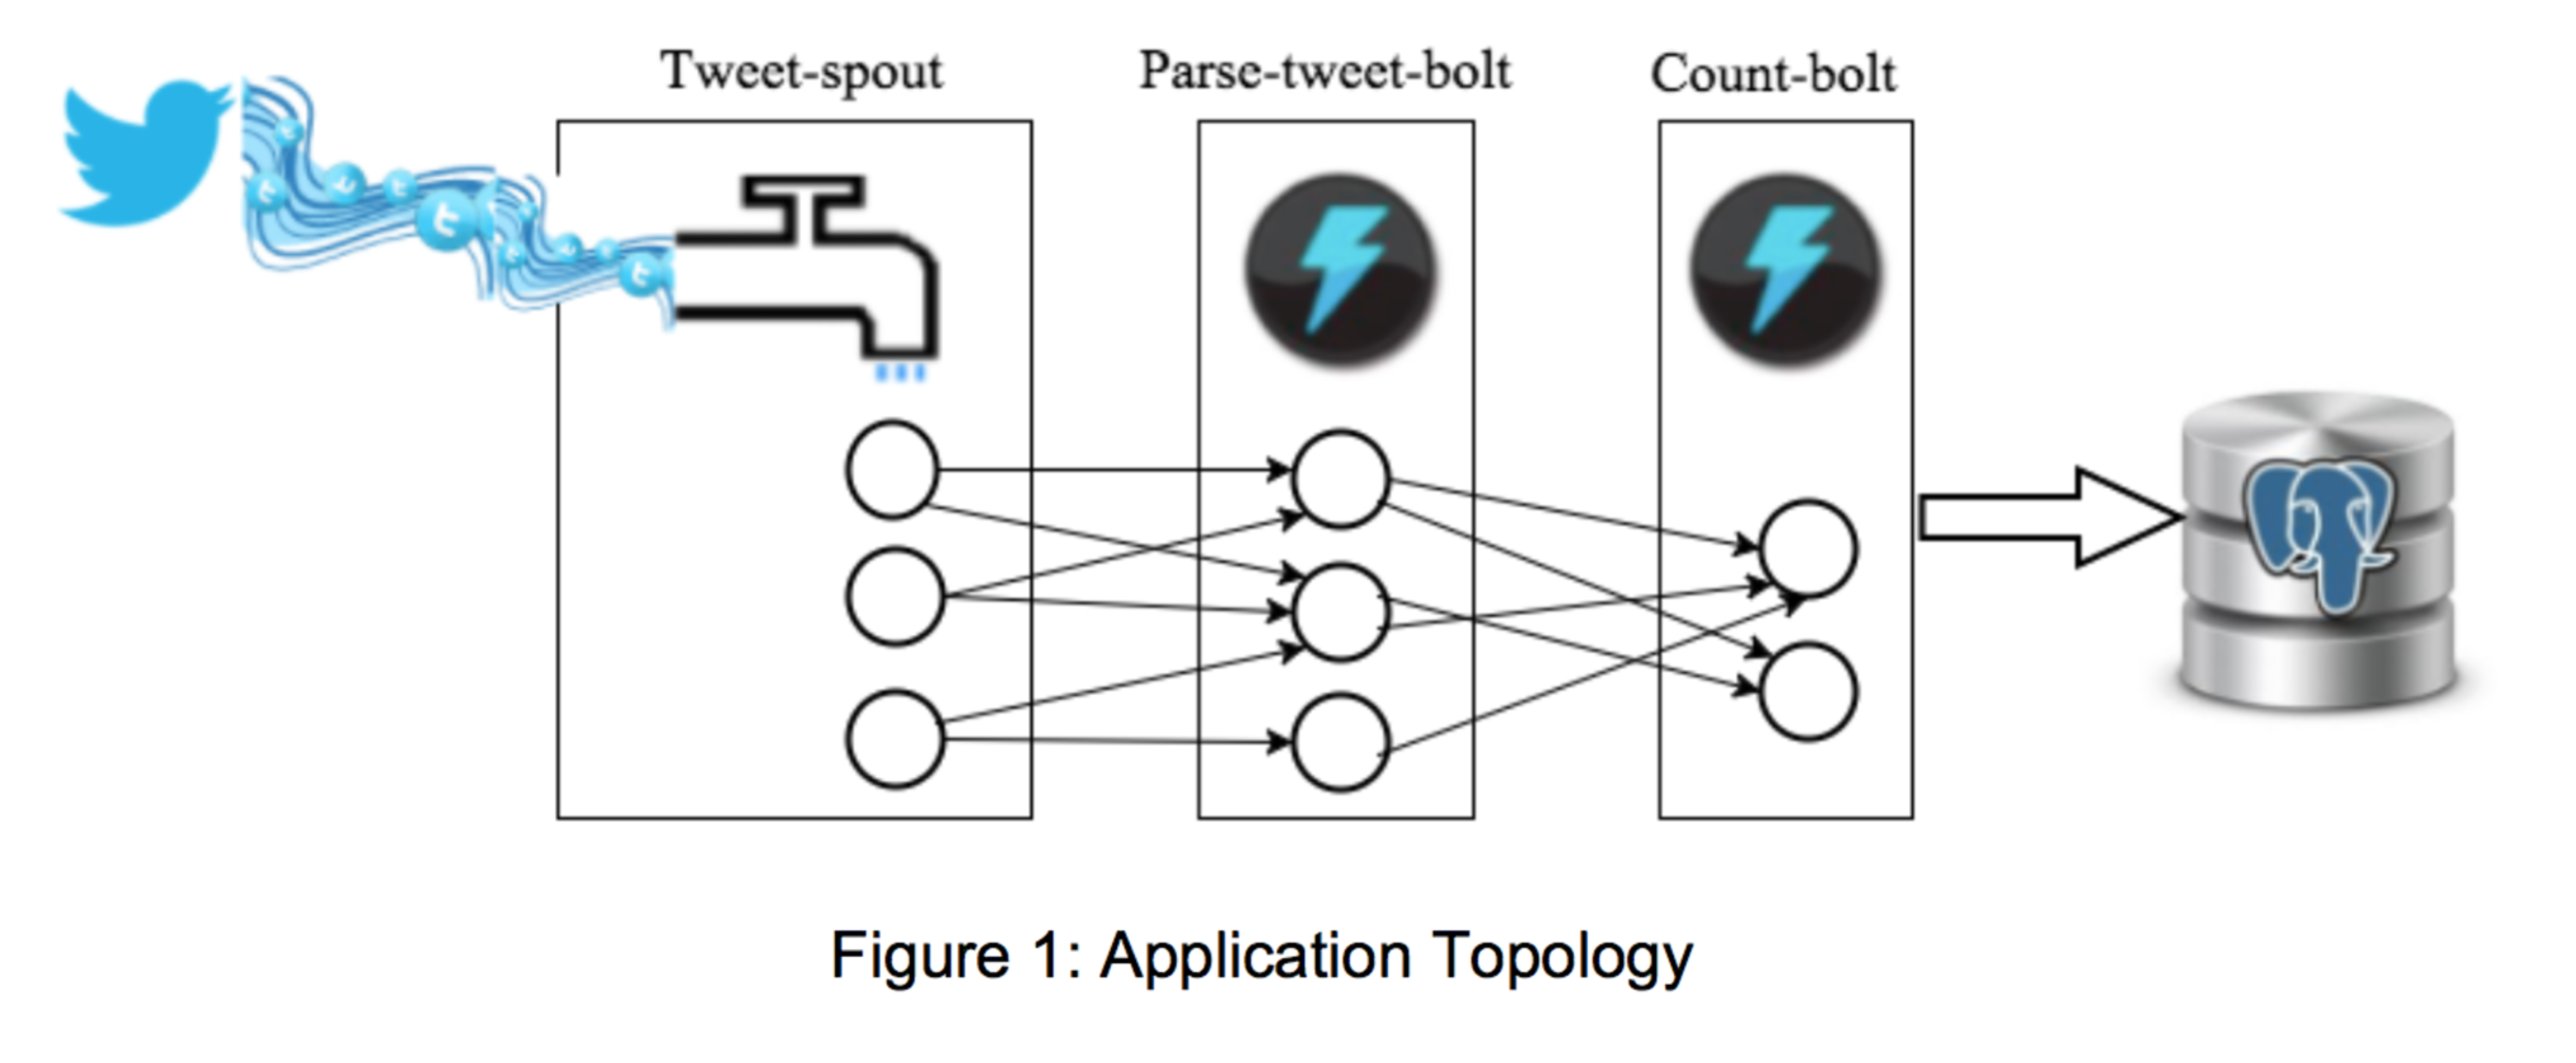 Tweet-spout
Parse-tweet-bolt
Count-bolt
Figure 1: Application Topology